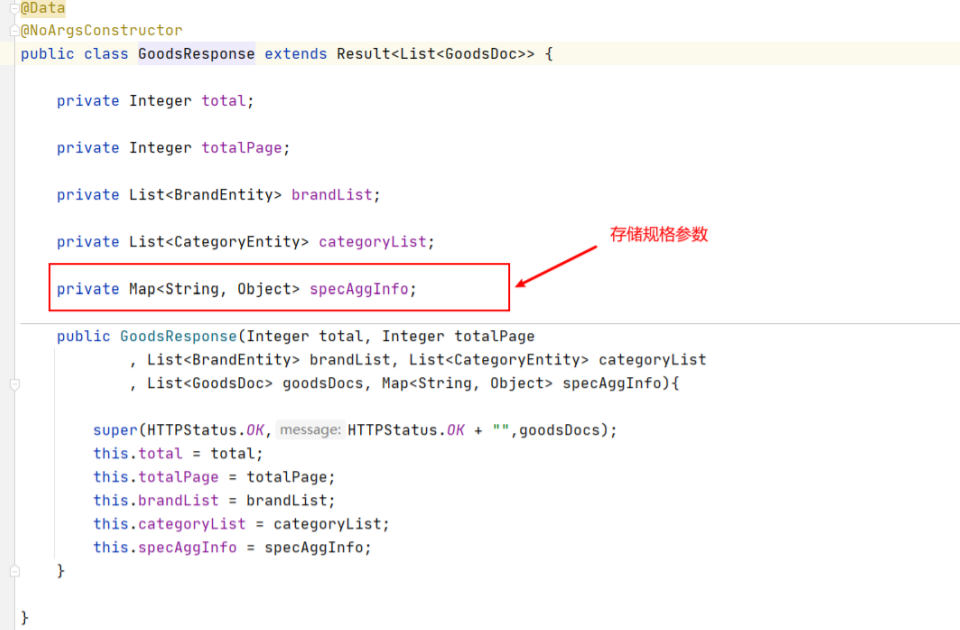 @Data
@NoArgsConstructor
public class GoodsResponse extends Result<List<GoodsDoc>> {
private Integer total;
private Integer totalPage;
private List<BrandEntity> brandList;
private List<CategoryEntity> categoryList;
存储规格参数
private Map<String, Object> specAggInfo;
public GoodsResponse(Integer total, Integer totalPage
, List<BrandEntity> brandList, List<CategoryEntity> categoryList
, List<GoodsDoc> goodsDocs, Map<String, Object> specAggInfo){
super(HTTPStatus.OK, message: HTTPStatus.OK + "",goodsDocs);
this.total = total;
this.totalPage = totalPage;
this.brandList = brandList;
this.categoryList = categoryList;
this.specAggInfo = specAggInfo;
}
}